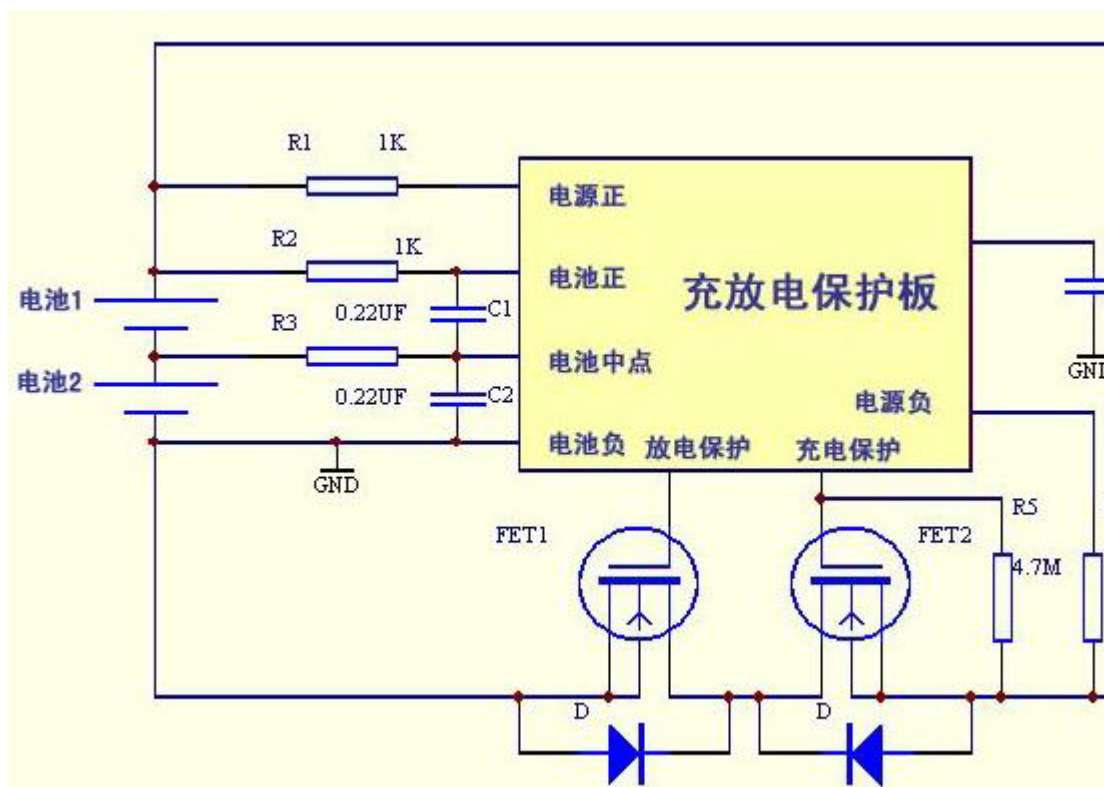 R1 1K
电源正
R2 1K
电池正
充放电保护板
电池1
0.22UF C1
R3
电池中点
电池2
0.22UF C2
电源负
GND
电池负 放电保护 充电保护
GND
R5
FET1 FET2
4.7M
D D